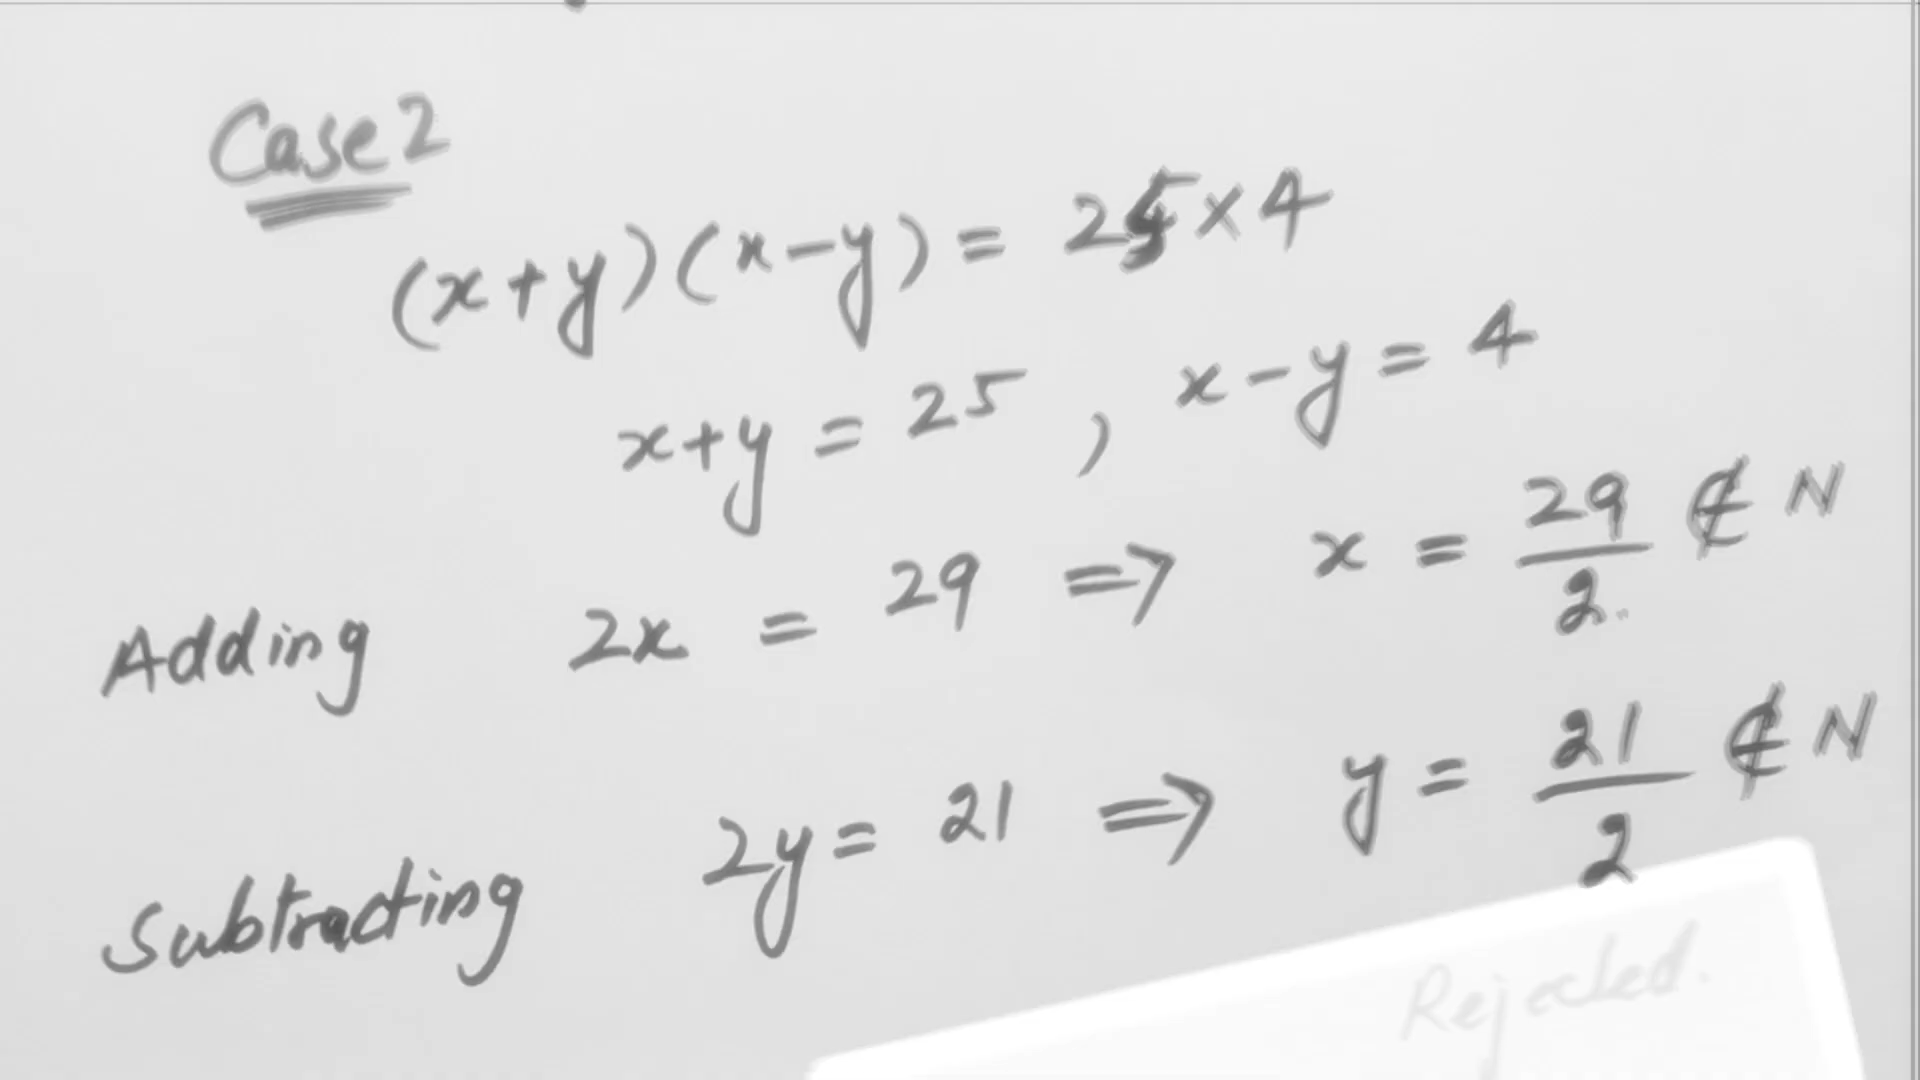 Case 2
(x+y)(x-y) = 25 × 4
x+y = 25 , x-y = 4
Adding 2x = 29 ⇒ x = 29/2 ∉ N
Subtracting 2y = 21 ⇒ y = 21/2 ∉ N
Rejected.